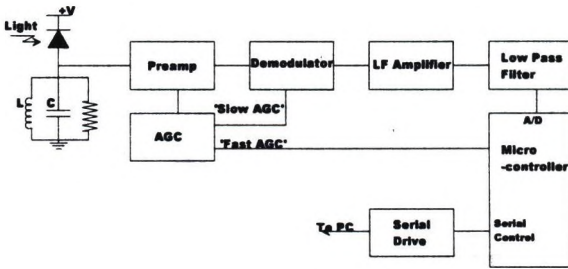 +V
Light
Preamp
Demodulator
LF Amplifier
Low Pass
Filter
L
C
"Slow AGC"
AGC
"Fast AGC"
A/D
Micro
-controller
To PC
Serial
Drive
Serial
Control